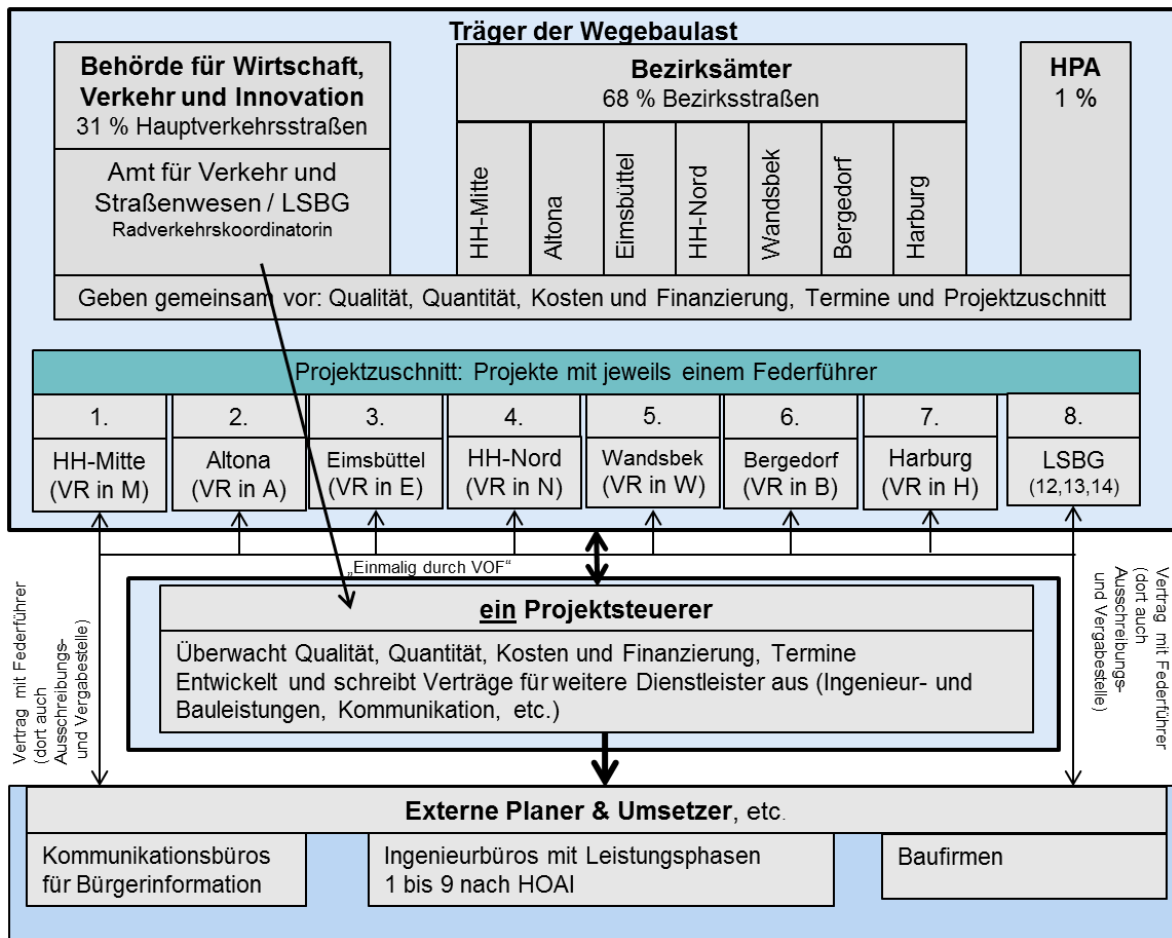 Träger der Wegebaulast
Behörde für Wirtschaft,
Verkehr und Innovation
31 % Hauptverkehrsstraßen
Amt für Verkehr und
Straßenwesen / LSBG
Radverkehrskoordinatorin
Bezirksämter
68 % Bezirksstraßen
HH-Mitte
Altona
Eimsbüttel
HH-Nord
Wandsbek
Bergedorf
Harburg
HPA
1 %
Geben gemeinsam vor: Qualität, Quantität, Kosten und Finanzierung, Termine und Projektzuschnitt
Projektzuschnitt: Projekte mit jeweils einem Federführer
1.
HH-Mitte
(VR in M)
2.
Altona
(VR in A)
3.
Eimsbüttel
(VR in E)
4.
HH-Nord
(VR in N)
5.
Wandsbek
(VR in W)
6.
Bergedorf
(VR in B)
7.
Harburg
(VR in H)
8.
LSBG
(12,13,14)
„Einmalig durch VOF“
Vertrag mit Federführer
(dort auch
Ausschreibungs-
und Vergabestelle)
ein Projektsteuerer
Überwacht Qualität, Quantität, Kosten und Finanzierung, Termine
Entwickelt und schreibt Verträge für weitere Dienstleister aus (Ingenieur- und
Bauleistungen, Kommunikation, etc.)
Vertrag mit Federführer
(dort auch
Ausschreibungs-
und Vergabestelle)
Externe Planer & Umsetzer, etc.
Kommunikationsbüros
für Bürgerinformation
Ingenieurbüros mit Leistungsphasen
1 bis 9 nach HOAI
Baufirmen